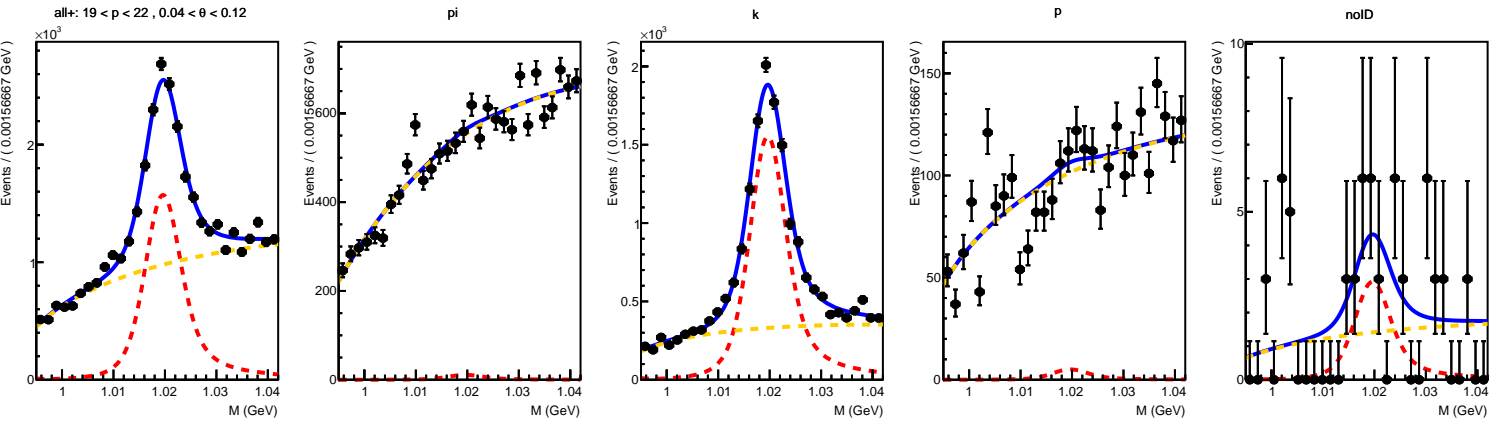 all+: 19 < p < 22 , 0.04 < θ < 0.12
×10³
Events / ( 0.00156667 GeV )
2
1
0
1 1.01 1.02 1.03 1.04
M (GeV)
pi
Events / ( 0.00156667 GeV )
600
400
200
0
1 1.01 1.02 1.03 1.04
M (GeV)
k
×10³
Events / ( 0.00156667 GeV )
2
1.5
1
0.5
0
1 1.01 1.02 1.03 1.04
M (GeV)
p
Events / ( 0.00156667 GeV )
150
100
50
0
1 1.01 1.02 1.03 1.04
M (GeV)
noID
Events / ( 0.00156667 GeV )
10
5
0
1 1.01 1.02 1.03 1.04
M (GeV)